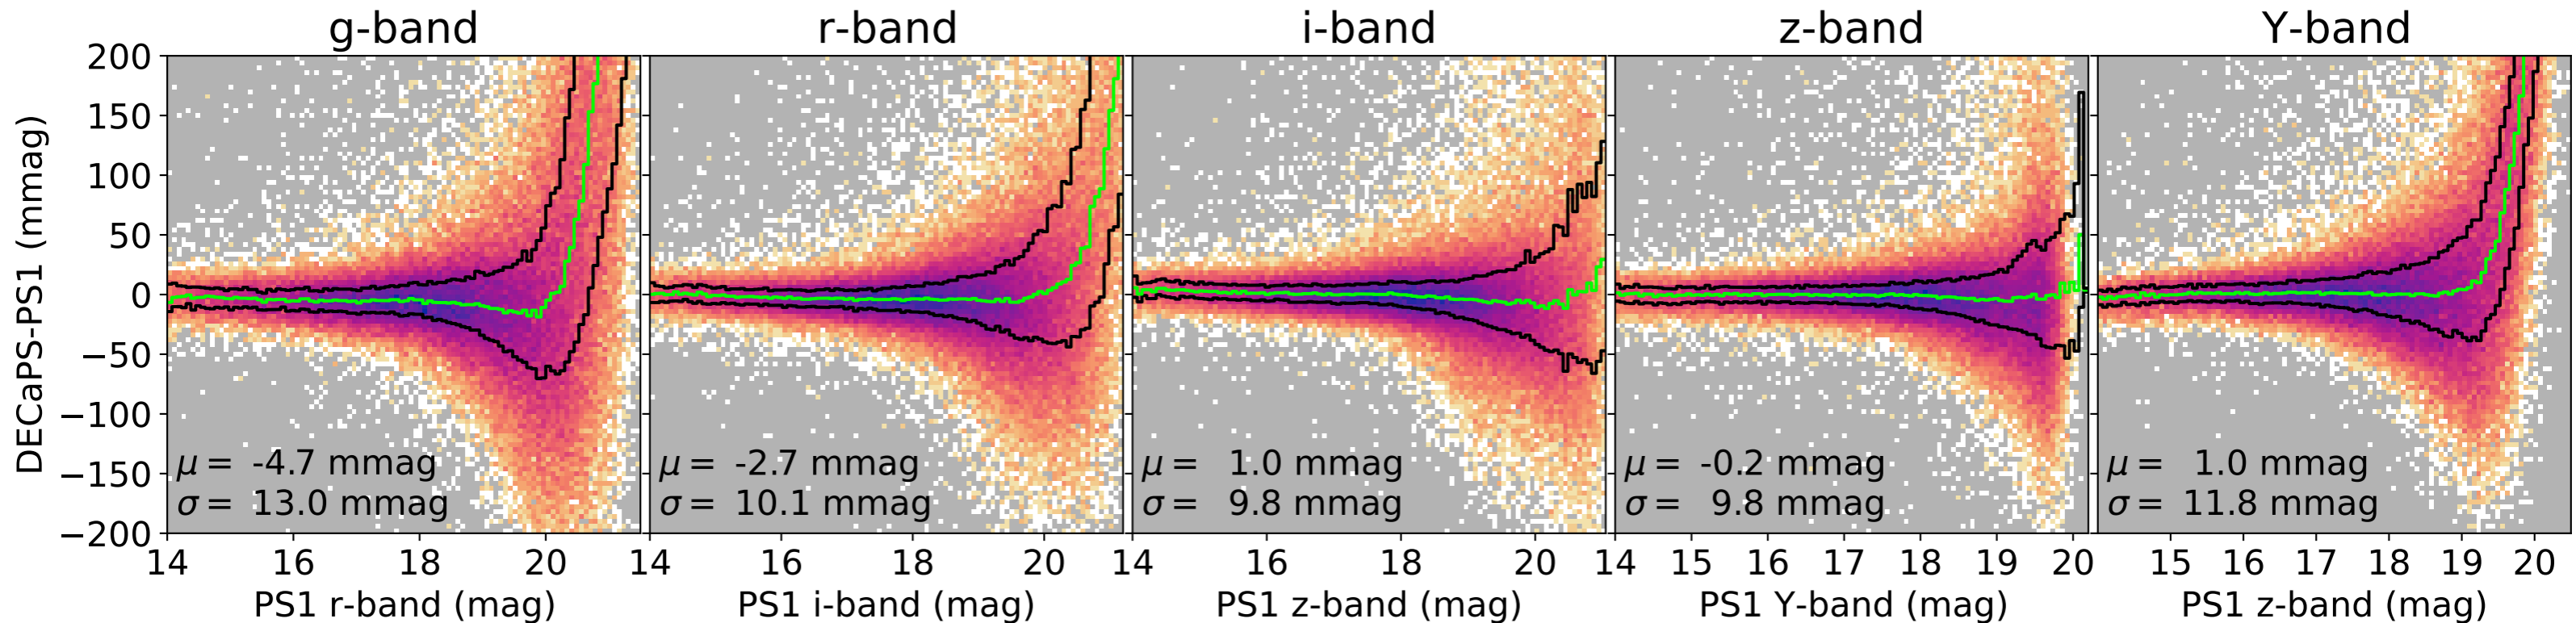 g-band r-band i-band z-band Y-band
200
150
100
50
0
−50
−100
−150
−200
DECaPS-PS1 (mmag)
μ = -4.7 mmag
σ = 13.0 mmag
μ = -2.7 mmag
σ = 10.1 mmag
μ = 1.0 mmag
σ = 9.8 mmag
μ = -0.2 mmag
σ = 9.8 mmag
μ = 1.0 mmag
σ = 11.8 mmag
14 16 18 20 14 16 18 20 14 16 18 20 14 15 16 17 18 19 20 15 16 17 18 19 20
PS1 r-band (mag) PS1 i-band (mag) PS1 z-band (mag) PS1 Y-band (mag) PS1 z-band (mag)